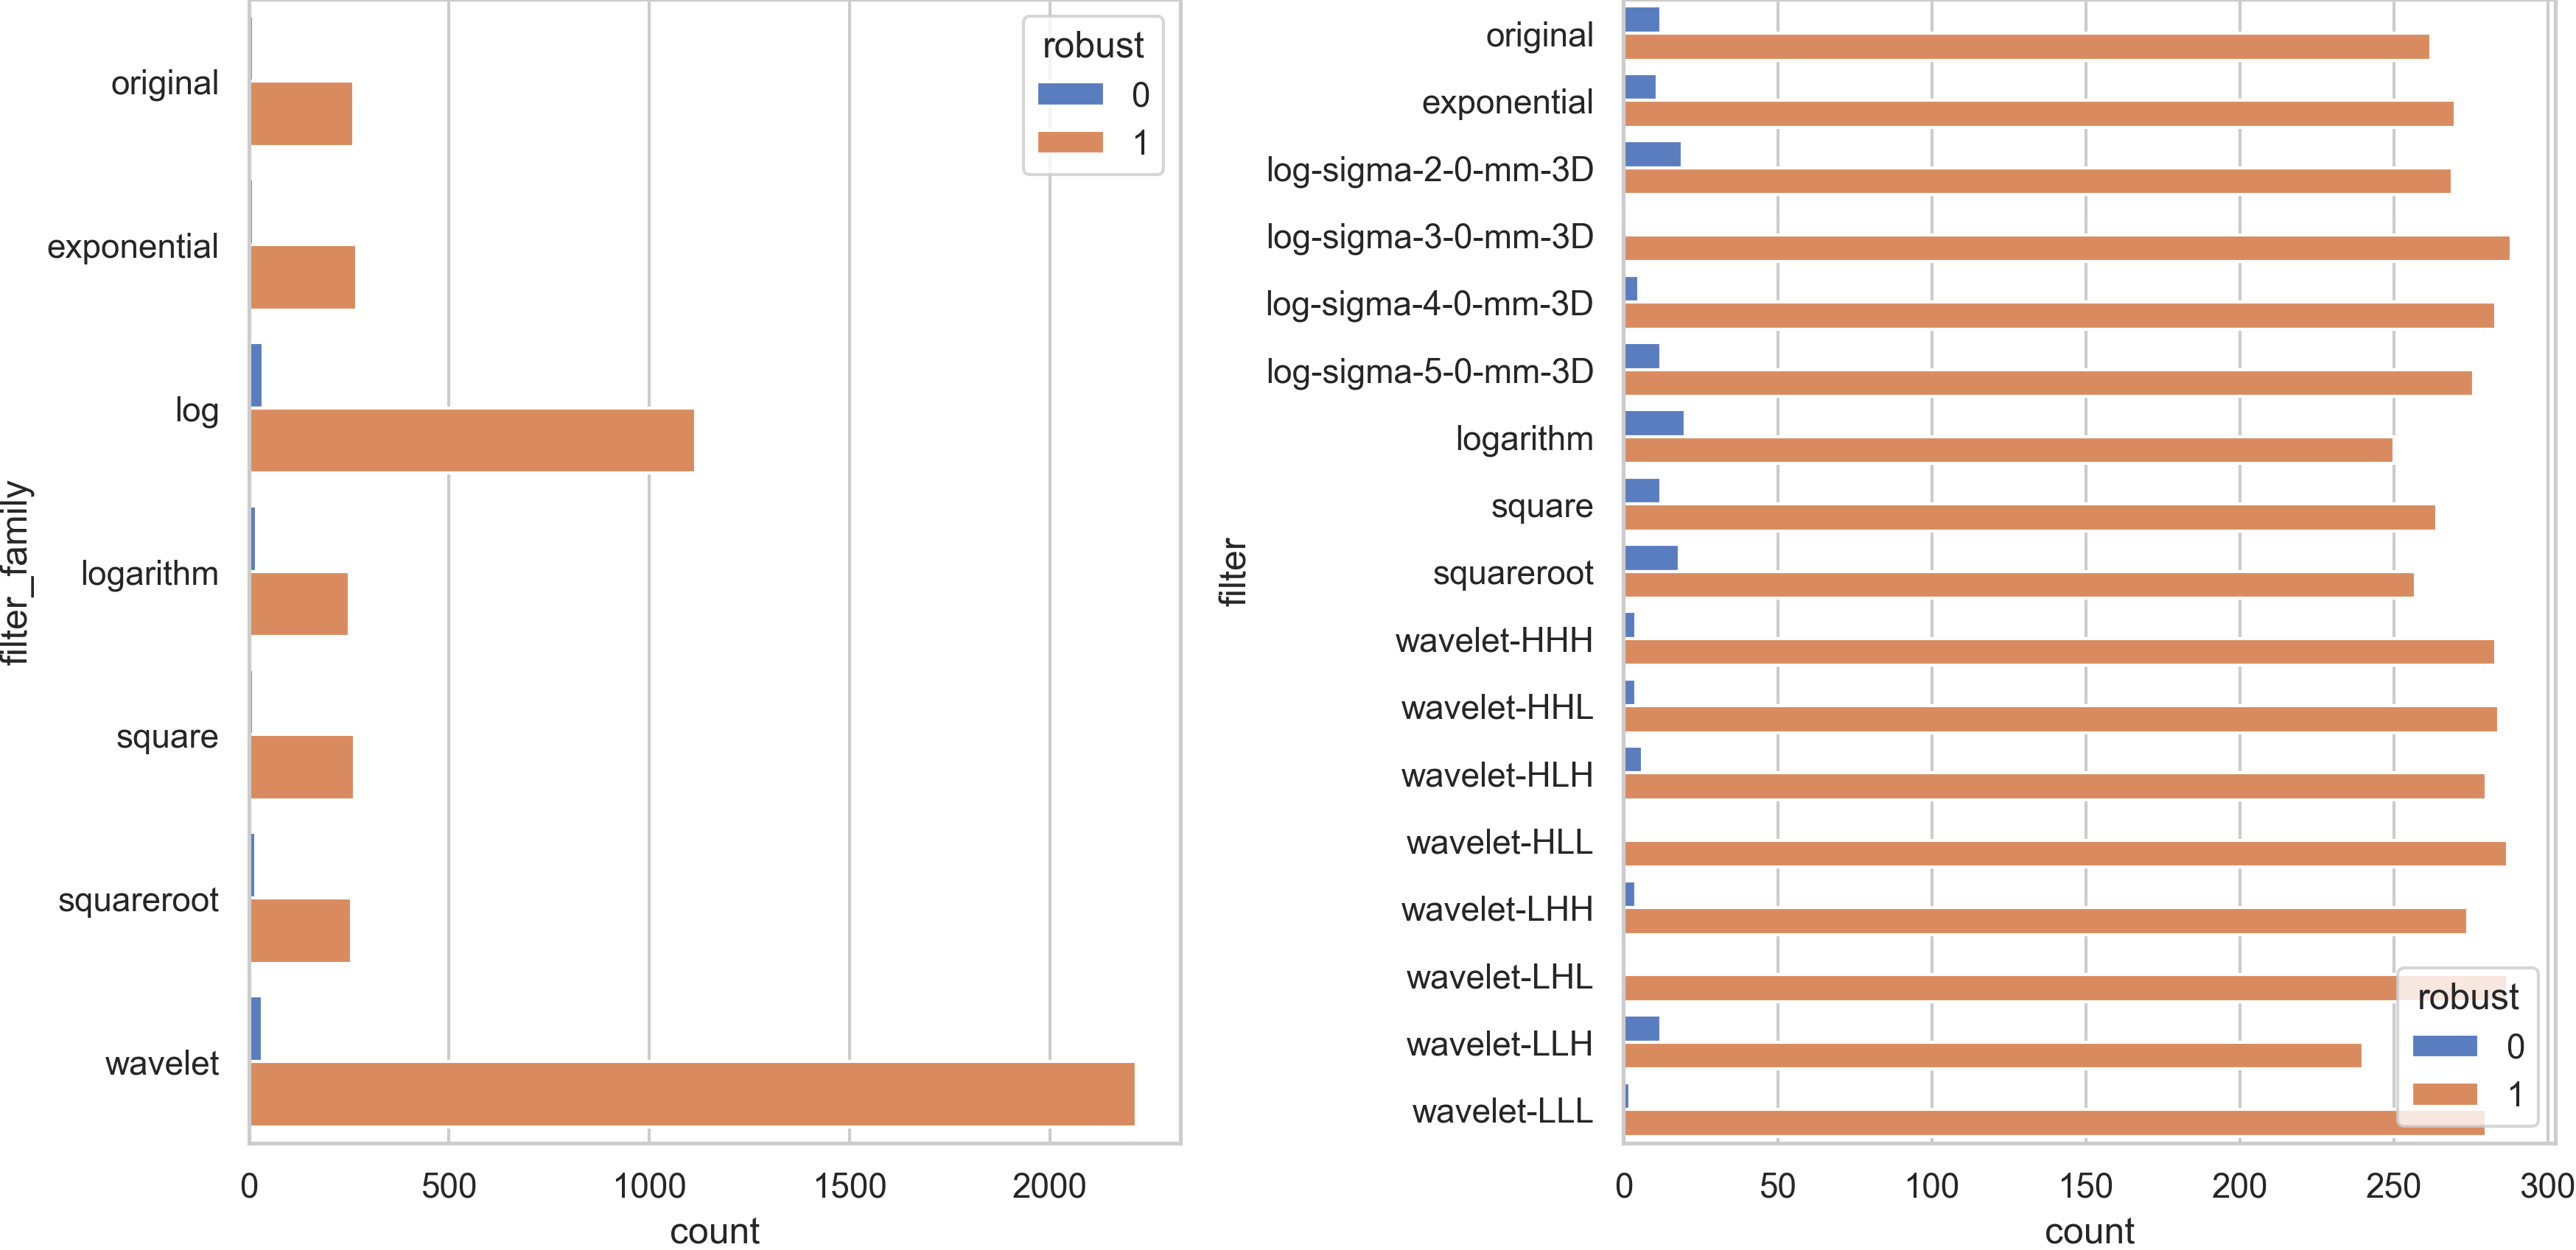 filter_family
original
exponential
log
logarithm
square
squareroot
wavelet
0 500 1000 1500 2000
count
robust
0
1
filter
original
exponential
log-sigma-2-0-mm-3D
log-sigma-3-0-mm-3D
log-sigma-4-0-mm-3D
log-sigma-5-0-mm-3D
logarithm
square
squareroot
wavelet-HHH
wavelet-HHL
wavelet-HLH
wavelet-HLL
wavelet-LHH
wavelet-LHL
wavelet-LLH
wavelet-LLL
0 50 100 150 200 250 300
count
robust
0
1